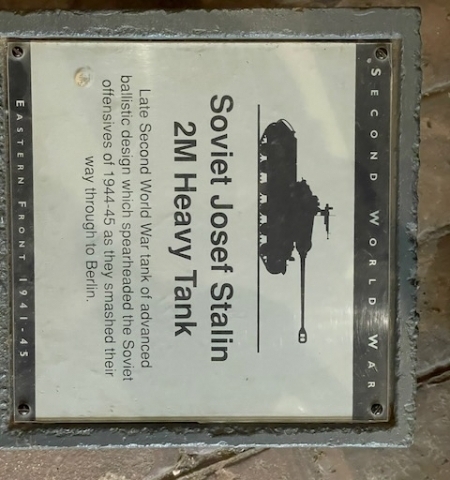 SECOND WORLD WAR
Soviet Josef Stalin
2M Heavy Tank
Late Second World War tank of advanced
ballistic design which spearheaded the Soviet
offensives of 1944-45 as they smashed their
way through to Berlin.
EASTERN FRONT 1941-45